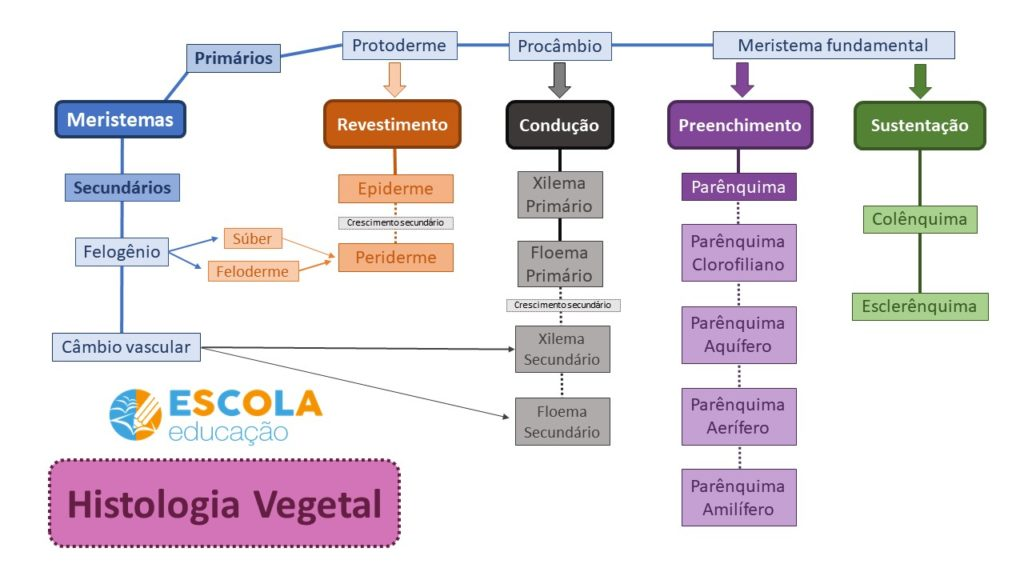 Protoderme
Procâmbio
Meristema fundamental
Primários
Meristemas
Revestimento
Condução
Preenchimento
Sustentação
Secundários
Epiderme
Xilema
Primário
Parênquima
Crescimento secundário
Colênquima
Felogênio
Súber
Feloderme
Periderme
Floema
Primário
Parênquima
Clorofiliano
Crescimento secundário
Esclerênquima
Câmbio vascular
Xilema
Secundário
Parênquima
Aquífero
ESCOLA
educação
Floema
Secundário
Parênquima
Aerífero
Histologia Vegetal
Parênquima
Amilífero